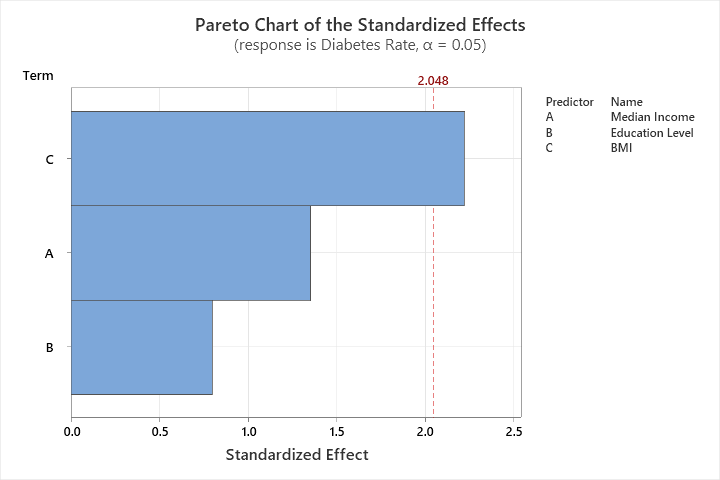 Pareto Chart of the Standardized Effects
(response is Diabetes Rate, α = 0.05)
Term
2.048
Predictor Name
A Median Income
B Education Level
C BMI
C
A
B
0.0 0.5 1.0 1.5 2.0 2.5
Standardized Effect